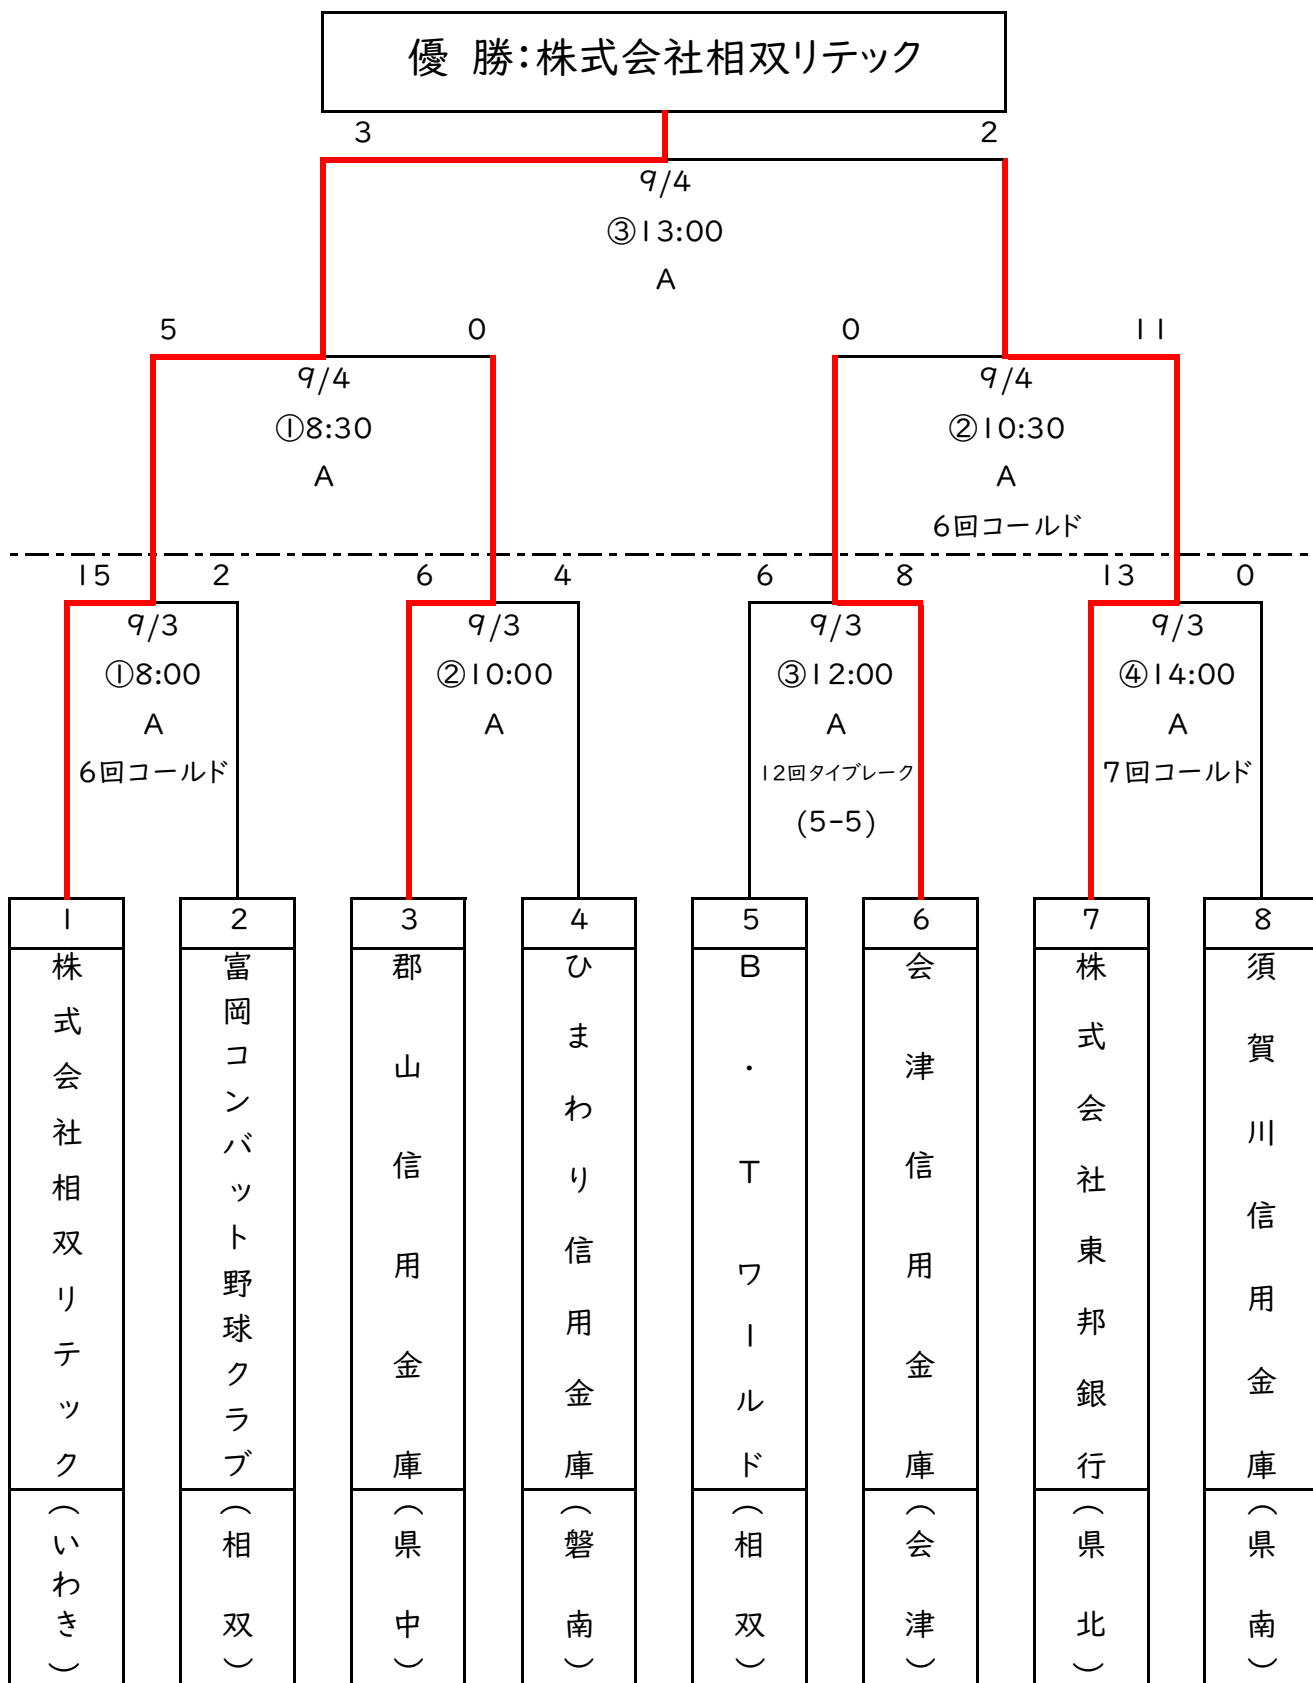 優 勝:株式会社相双リテック
3
2
9/4
③13:00
A
5
0
0
11
9/4
①8:30
A
9/4
②10:30
A
6回コールド
15
2
6
4
6
8
13
0
9/3
①8:00
A
6回コールド
9/3
②10:00
A
9/3
③12:00
A
12回タイブレーク
(5-5)
9/3
④14:00
A
7回コールド
1
株式会社相双リテック
(いわき)
2
富岡コンバット野球クラブ
(相双)
3
郡山信用金庫
(県中)
4
ひまわり信用金庫
(磐南)
5
B・Tワールド
(相双)
6
会津信用金庫
(会津)
7
株式会社東邦銀行
(県北)
8
須賀川信用金庫
(県南)